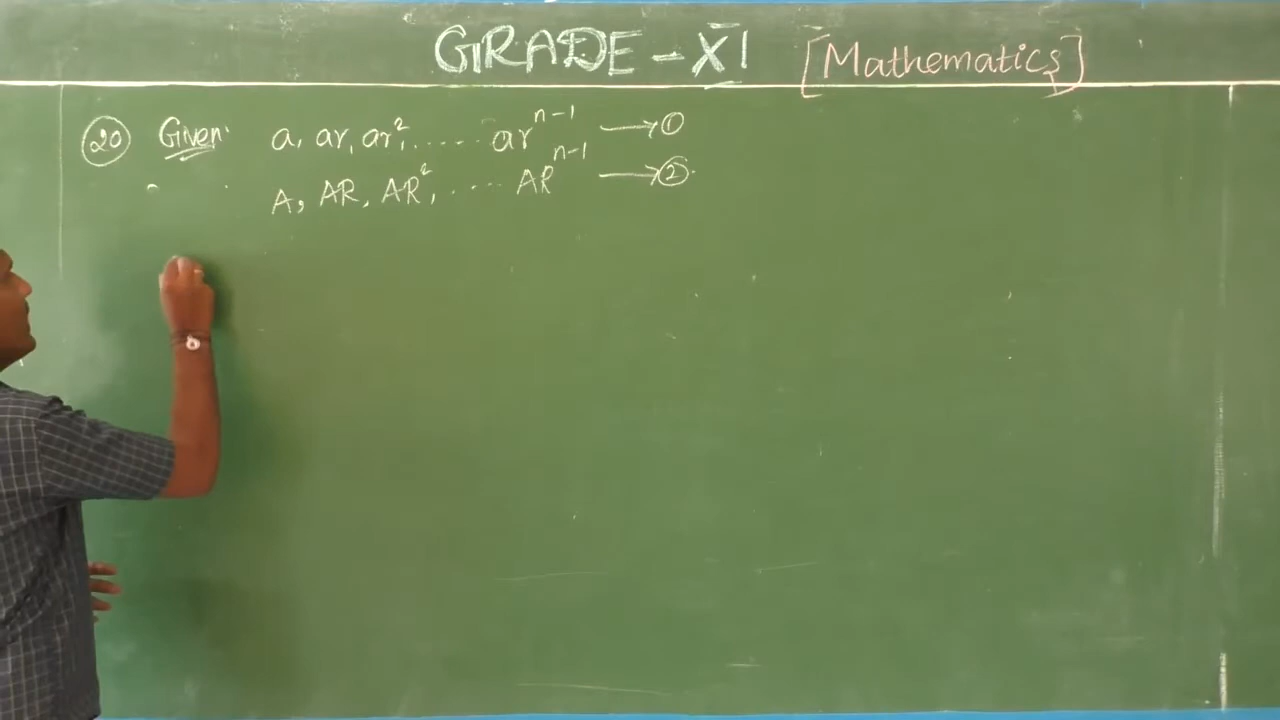 GRADE - XI [Mathematics]
20 Given: a, ar, ar², ...... arⁿ⁻¹ → ①
A, AR, AR², ..... ARⁿ⁻¹ → ②